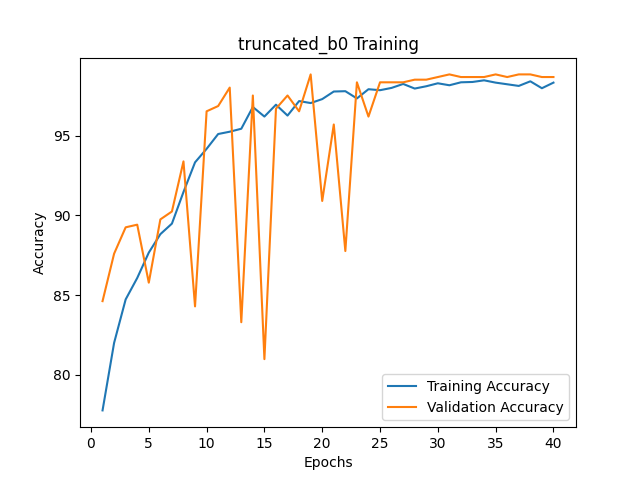 truncated_b0 Training
Accuracy
95
90
85
80
Training Accuracy
Validation Accuracy
0 5 10 15 20 25 30 35 40
Epochs